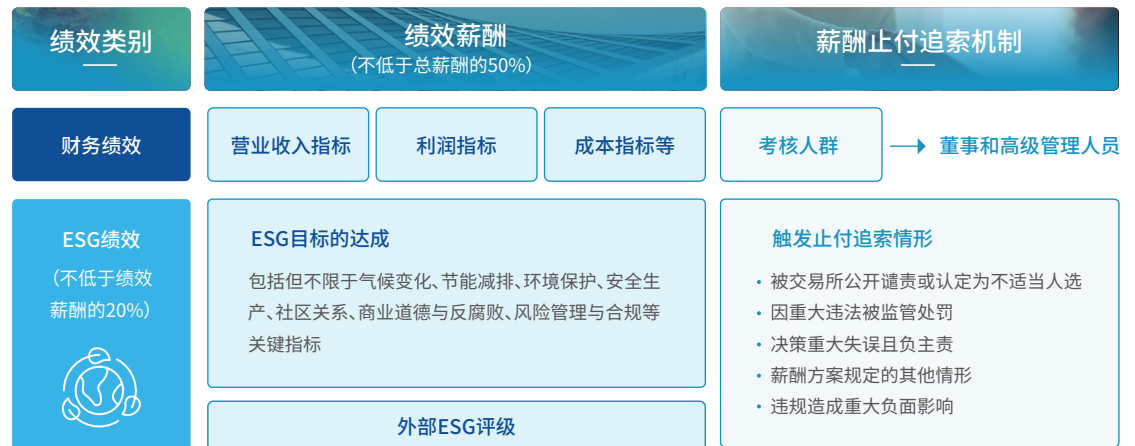 绩效类别
绩效薪酬
（不低于总薪酬的50%）
薪酬止付追索机制
财务绩效
营业收入指标
利润指标
成本指标等
考核人群
董事和高级管理人员
ESG绩效
（不低于绩效
薪酬的20%）
ESG目标的达成
包括但不限于气候变化、节能减排、环境保护、安全生
产、社区关系、商业道德与反腐败、风险管理与合规等
关键指标
外部ESG评级
触发止付追索情形
• 被交易所公开谴责或认定为不适当人选
• 因重大违法被监管处罚
• 决策重大失误且负主责
• 薪酬方案规定的其他情形
• 违规造成重大负面影响